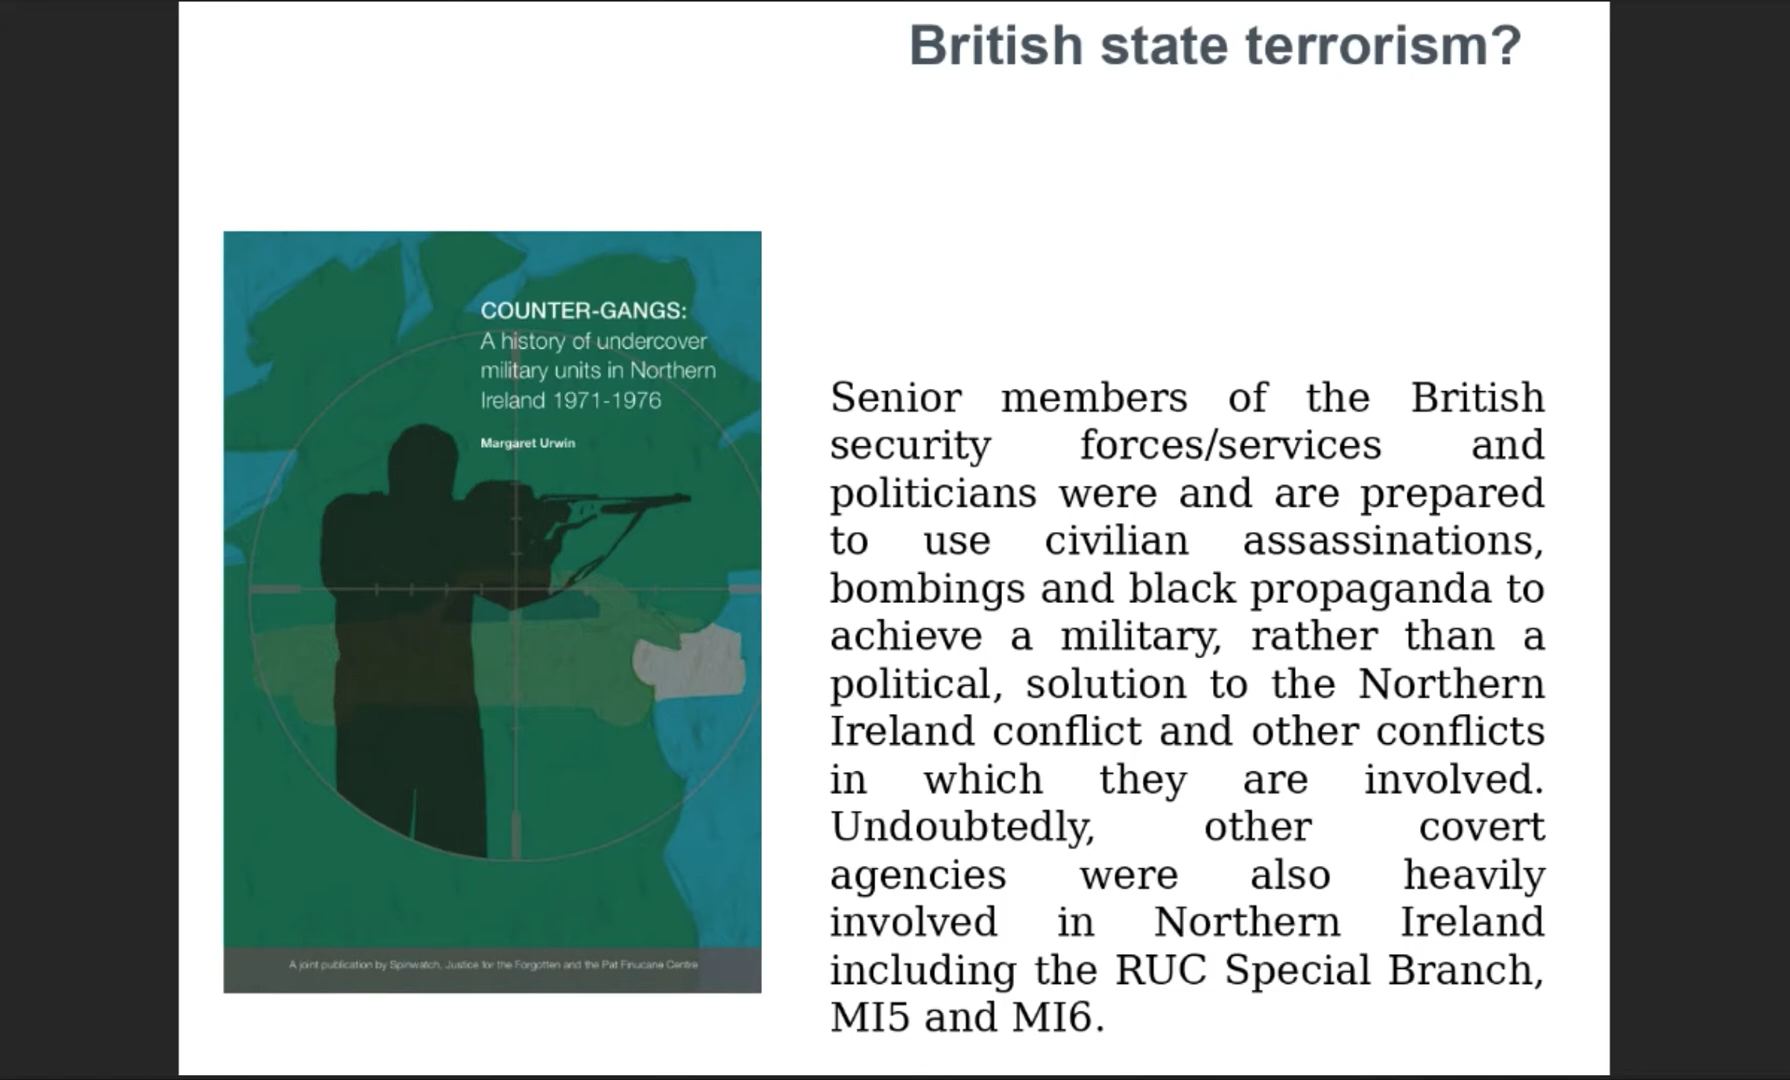 British state terrorism?
COUNTER-GANGS:
A history of undercover
military units in Northern
Ireland 1971-1976
Margaret Urwin
A joint publication by Spinwatch, Justice for the Forgotten and the Pat Finucane Centre
Senior members of the British
security forces/services and
politicians were and are prepared
to use civilian assassinations,
bombings and black propaganda to
achieve a military, rather than a
political, solution to the Northern
Ireland conflict and other conflicts
in which they are involved.
Undoubtedly, other covert
agencies were also heavily
involved in Northern Ireland
including the RUC Special Branch,
MI5 and MI6.